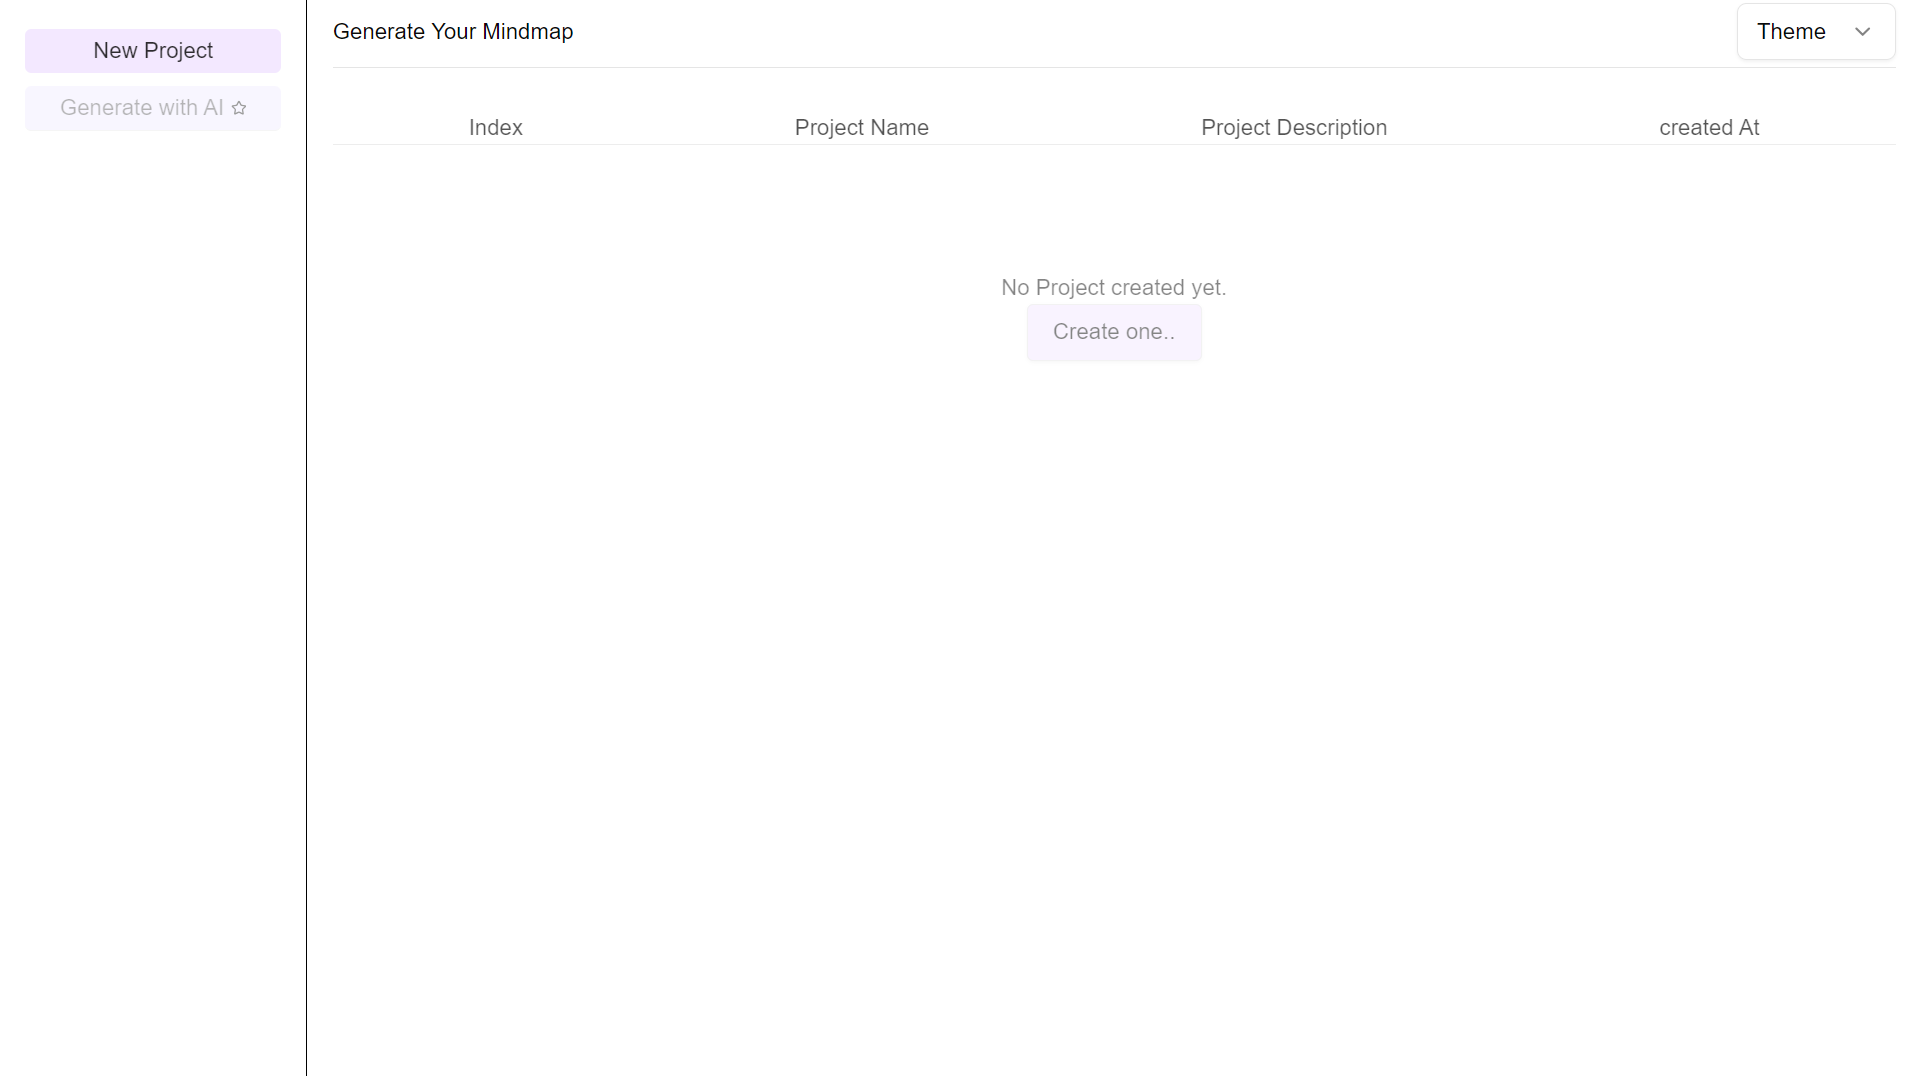 New Project
Generate with AI
Generate Your Mindmap
Theme
Index Project Name Project Description created At
No Project created yet.
Create one..